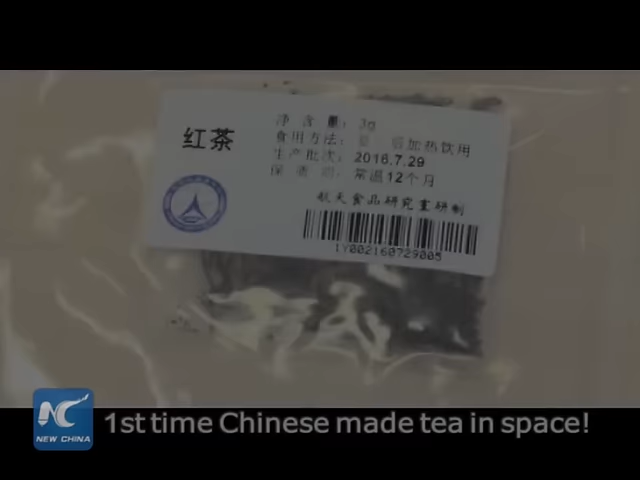 红茶
净含量：3g
食用方法： 加热饮用
生产批次：2016.7.29
保 期：常温12个月
航天食品研究室研制
1Y002160729005
NEW CHINA
1st time Chinese made tea in space!